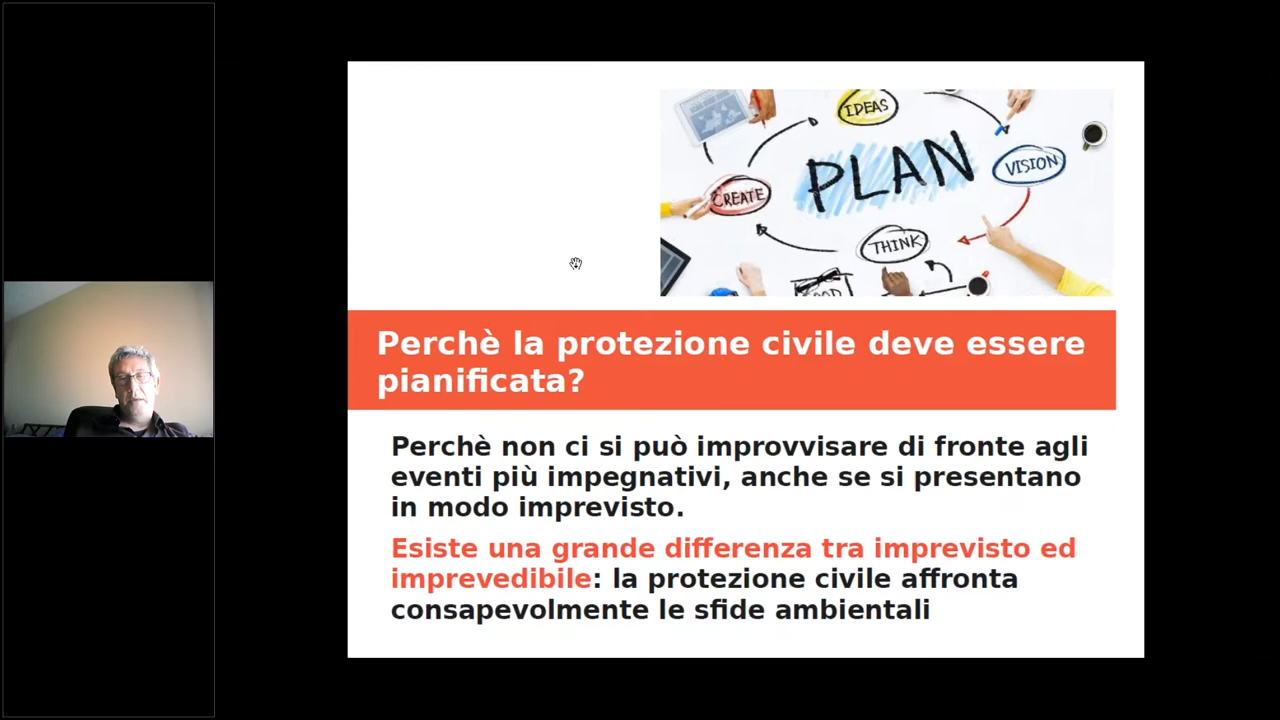 IDEAS
PLAN
VISION
CREATE
THINK
Perchè la protezione civile deve essere
pianificata?
Perchè non ci si può improvvisare di fronte agli
eventi più impegnativi, anche se si presentano
in modo imprevisto.
Esiste una grande differenza tra imprevisto ed
imprevedibile: la protezione civile affronta
consapevolmente le sfide ambientali